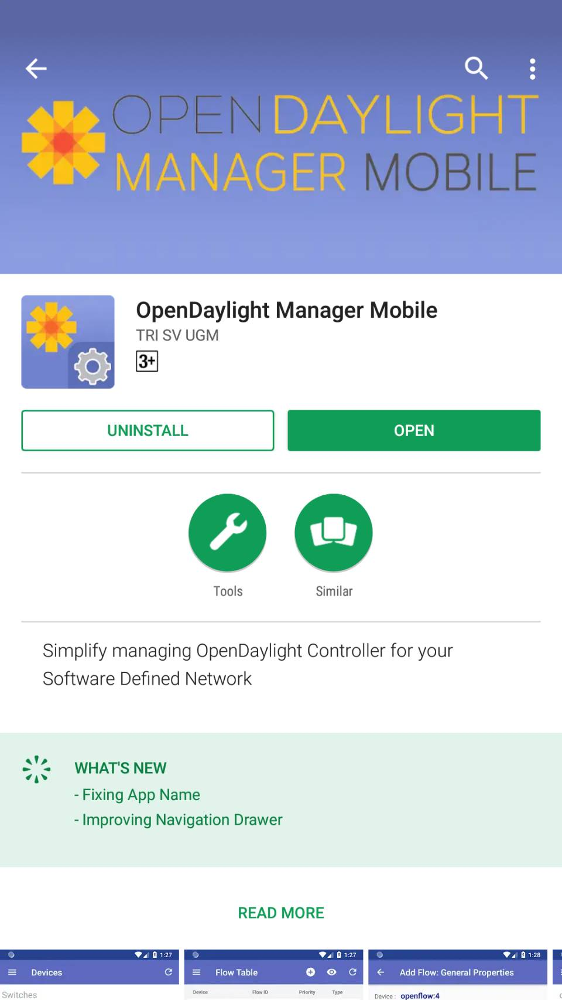 OPENDAYLIGHT
MANAGER MOBILE
OpenDaylight Manager Mobile
TRI SV UGM
3+
UNINSTALL
OPEN
Tools
Similar
Simplify managing OpenDaylight Controller for your
Software Defined Network
WHAT'S NEW
- Fixing App Name
- Improving Navigation Drawer
READ MORE
1:27
Devices
Switches
1:27
Flow Table
Device Flow ID Priority Type
1:28
Add Flow: General Properties
Device : openflow:4